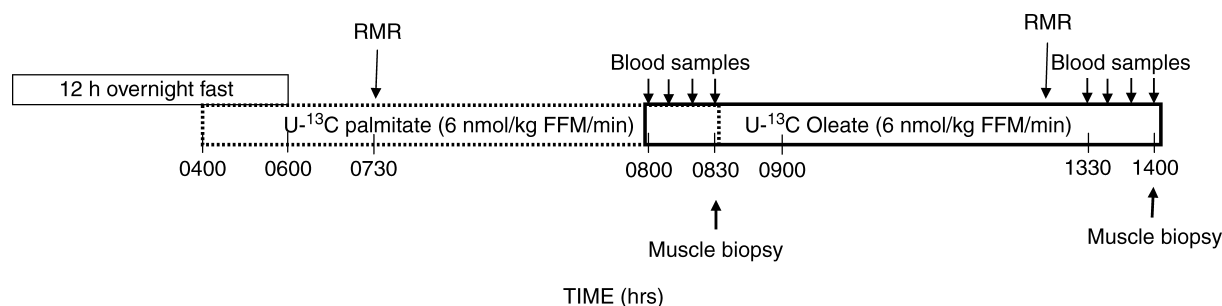 RMR
RMR
Blood samples
Blood samples
12 h overnight fast
U-¹³C palmitate (6 nmol/kg FFM/min)
U-¹³C Oleate (6 nmol/kg FFM/min)
0400
0600
0730
0800
0830
0900
1330
1400
Muscle biopsy
Muscle biopsy
TIME (hrs)